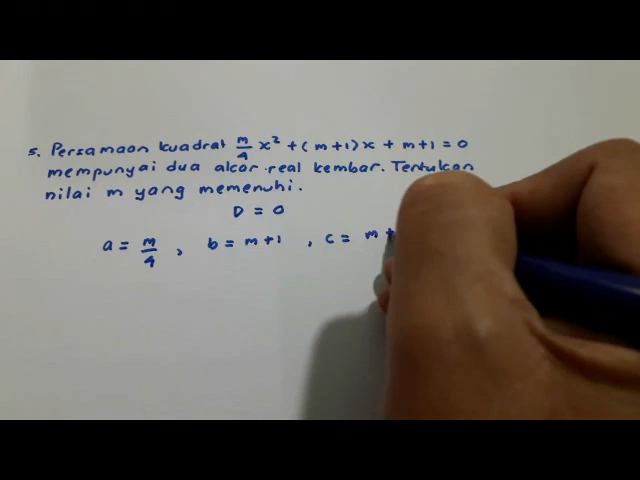 5. Persamaan kuadrat m/4 x² + (m+1)x + m+1 = 0
mempunyai dua akar real kembar. Tentukan
nilai m yang memenuhi.
D = 0
a = m/4 , b = m+1 , c = m +